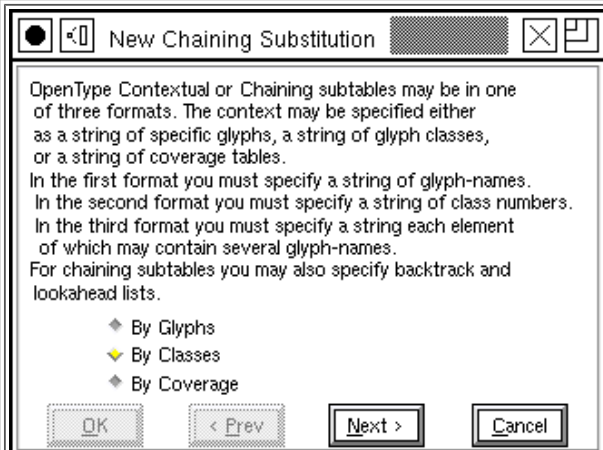 New Chaining Substitution
OpenType Contextual or Chaining subtables may be in one
of three formats. The context may be specified either
as a string of specific glyphs, a string of glyph classes,
or a string of coverage tables.
In the first format you must specify a string of glyph-names.
In the second format you must specify a string of class numbers.
In the third format you must specify a string each element
of which may contain several glyph-names.
For chaining subtables you may also specify backtrack and
lookahead lists.
By Glyphs
By Classes
By Coverage
OK < Prev Next > Cancel